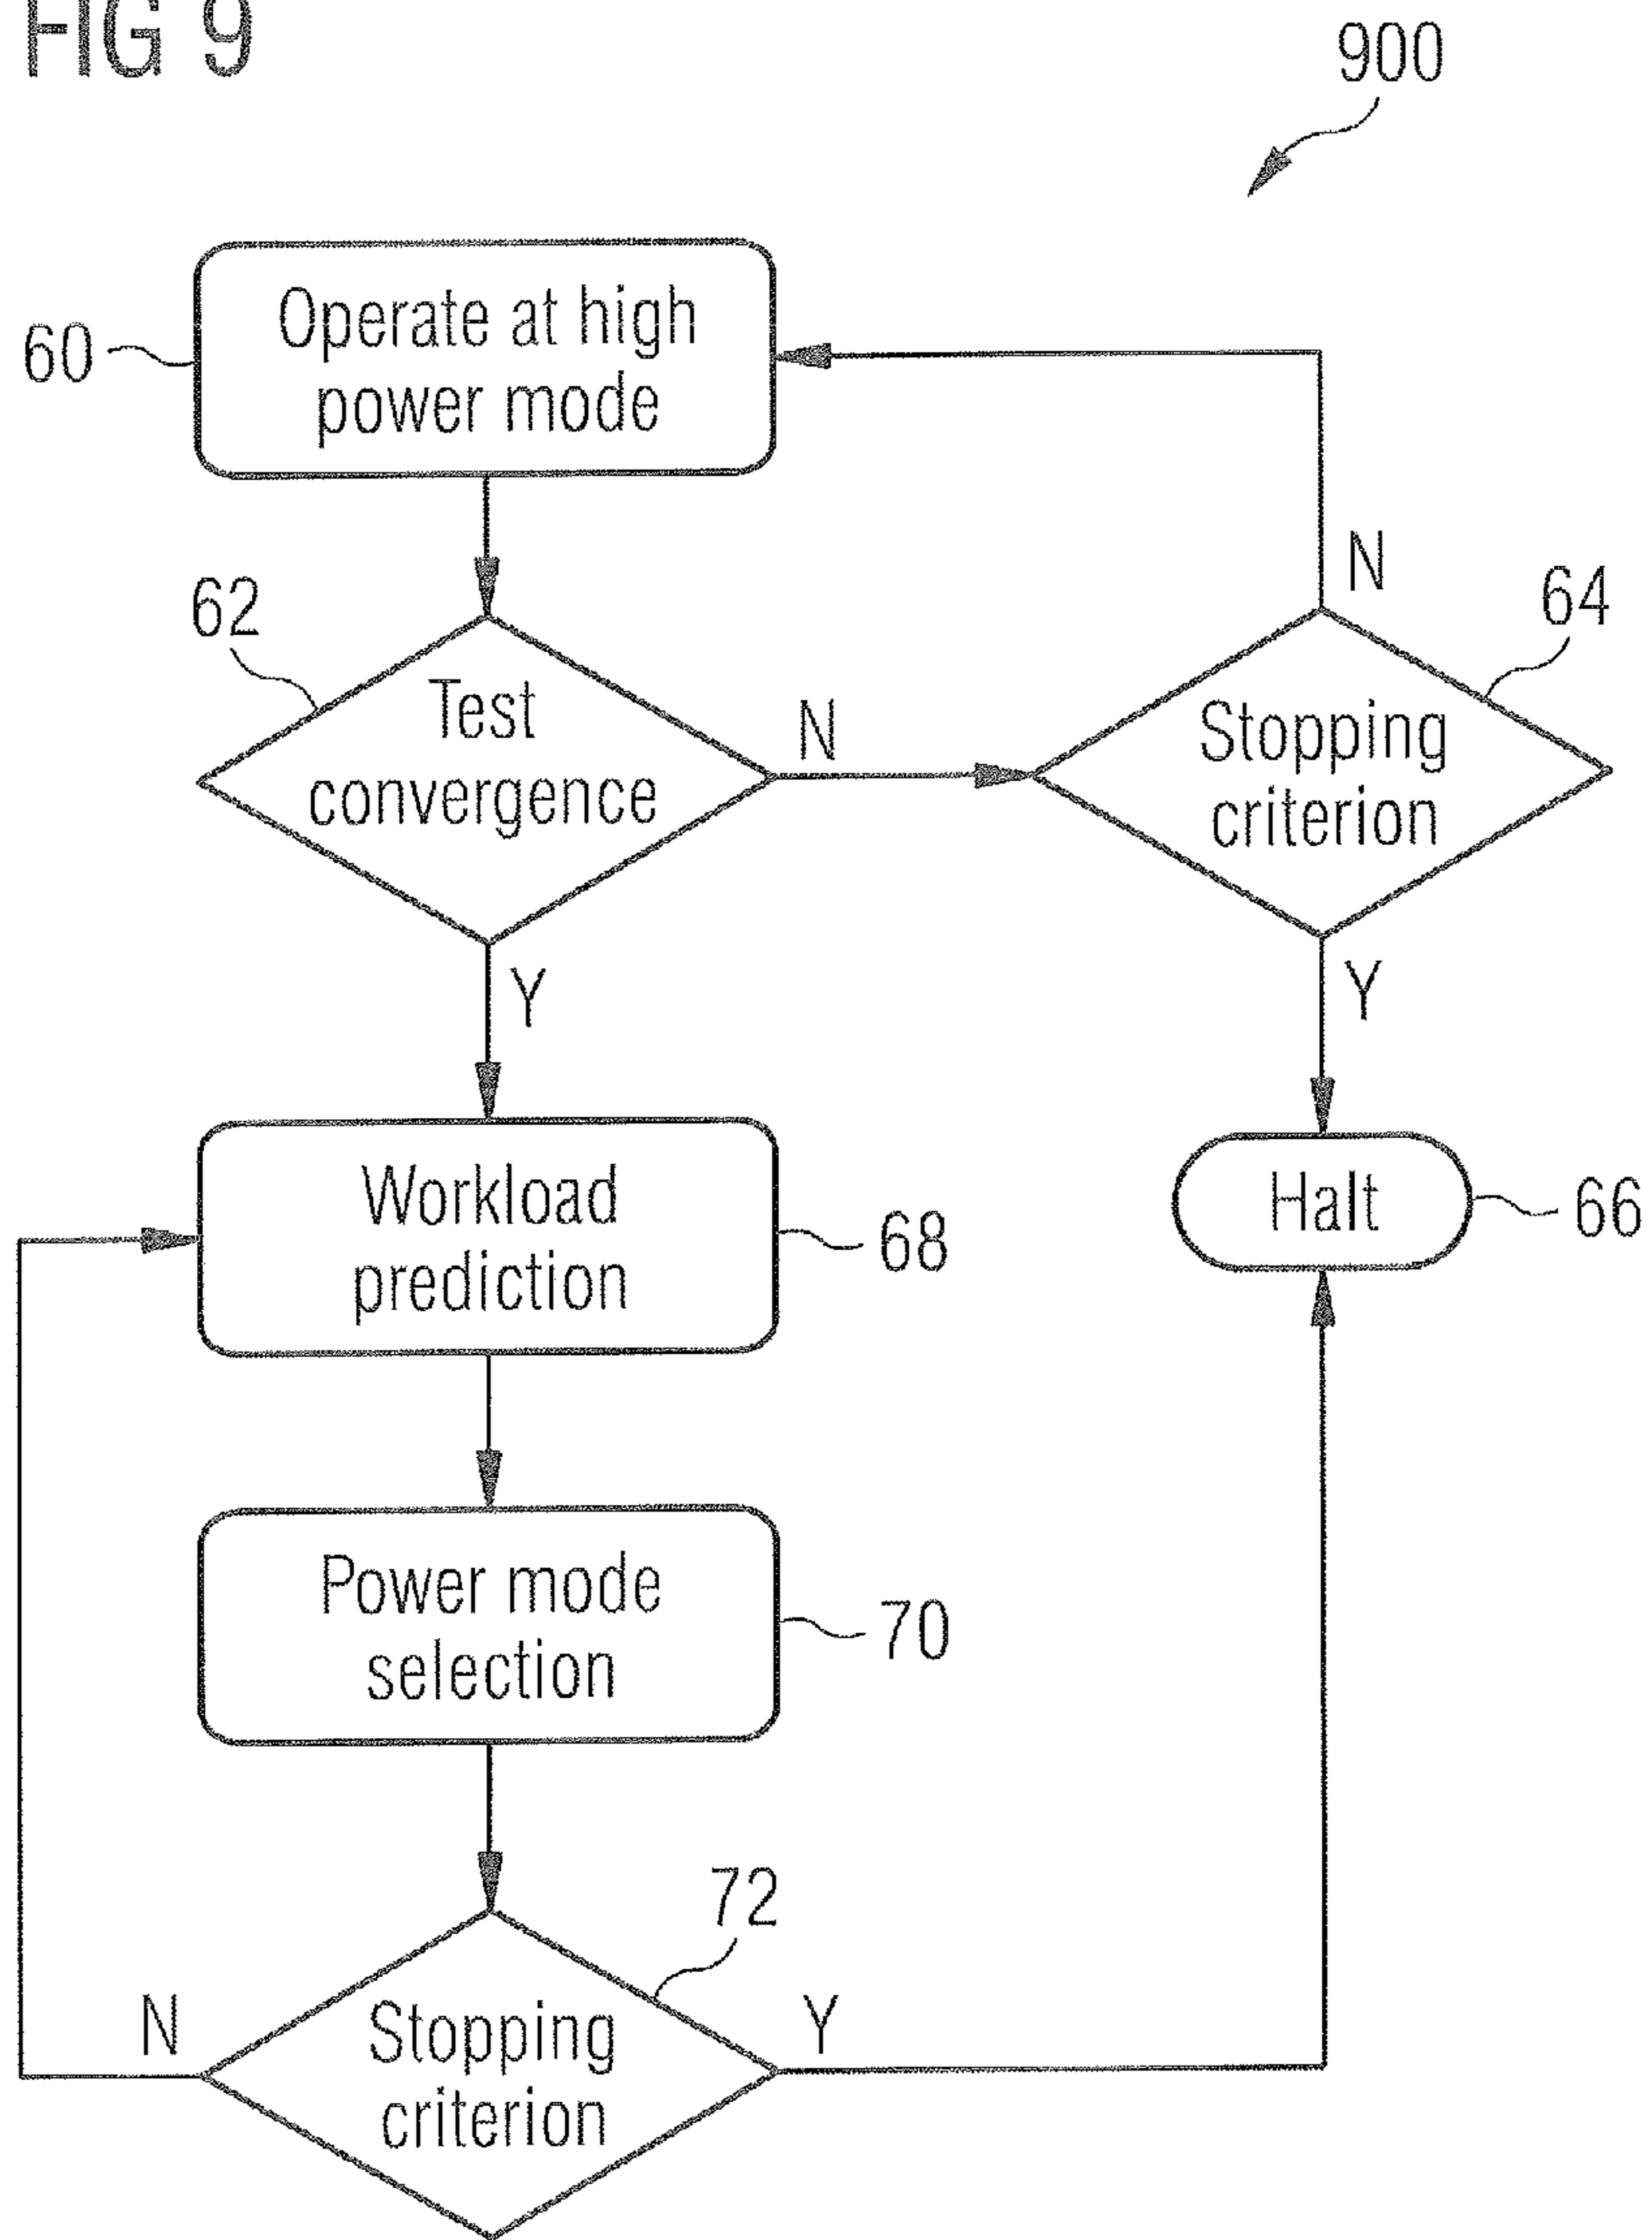 FIG 9
900
Operate at high
power mode
60
N
62
64
Test
convergence
N
Stopping
criterion
Y
Y
Workload
prediction
68
Halt
66
Power mode
selection
70
72
N
Stopping
criterion
Y